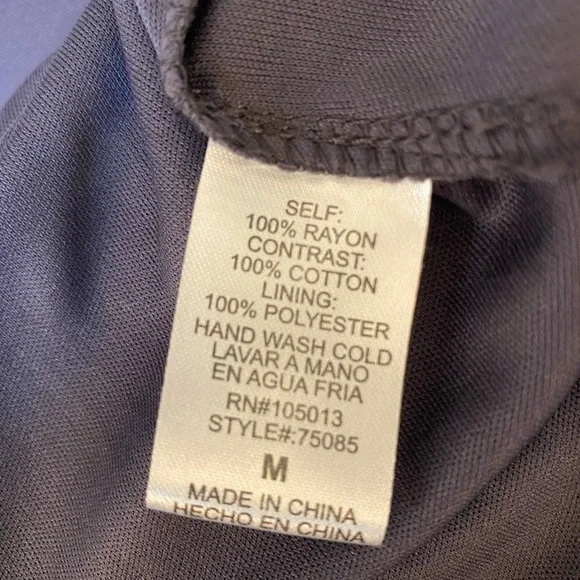 SELF:
100% RAYON
CONTRAST:
100% COTTON
LINING:
100% POLYESTER
HAND WASH COLD
LAVAR A MANO
EN AGUA FRIA
RN#105013
STYLE#:75085
M
MADE IN CHINA
HECHO EN CHINA